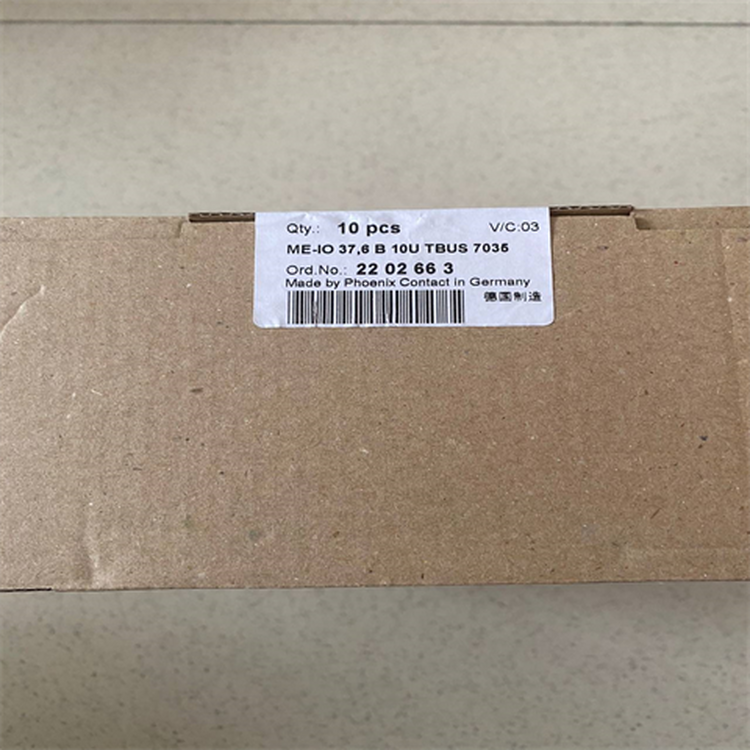 Qty.: 10 pcs V/C:03
ME-IO 37,6 B 10U TBUS 7035
Ord.No.: 22 02 66 3
Made by Phoenix Contact in Germany
德国制造